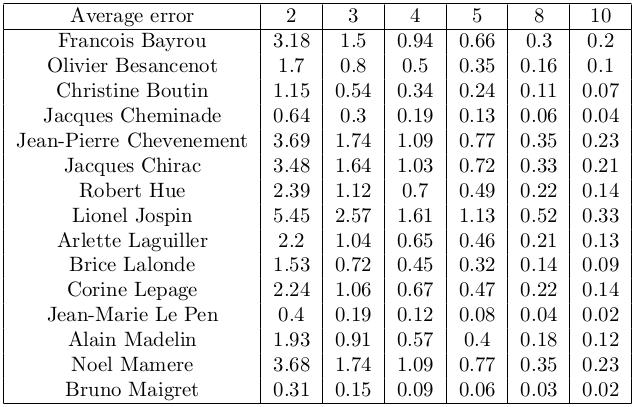 Average error 2 3 4 5 8 10
Francois Bayrou 3.18 1.5 0.94 0.66 0.3 0.2
Olivier Besancenot 1.7 0.8 0.5 0.35 0.16 0.1
Christine Boutin 1.15 0.54 0.34 0.24 0.11 0.07
Jacques Cheminade 0.64 0.3 0.19 0.13 0.06 0.04
Jean-Pierre Chevenement 3.69 1.74 1.09 0.77 0.35 0.23
Jacques Chirac 3.48 1.64 1.03 0.72 0.33 0.21
Robert Hue 2.39 1.12 0.7 0.49 0.22 0.14
Lionel Jospin 5.45 2.57 1.61 1.13 0.52 0.33
Arlette Laguiller 2.2 1.04 0.65 0.46 0.21 0.13
Brice Lalonde 1.53 0.72 0.45 0.32 0.14 0.09
Corine Lepage 2.24 1.06 0.67 0.47 0.22 0.14
Jean-Marie Le Pen 0.4 0.19 0.12 0.08 0.04 0.02
Alain Madelin 1.93 0.91 0.57 0.4 0.18 0.12
Noel Mamere 3.68 1.74 1.09 0.77 0.35 0.23
Bruno Maigret 0.31 0.15 0.09 0.06 0.03 0.02